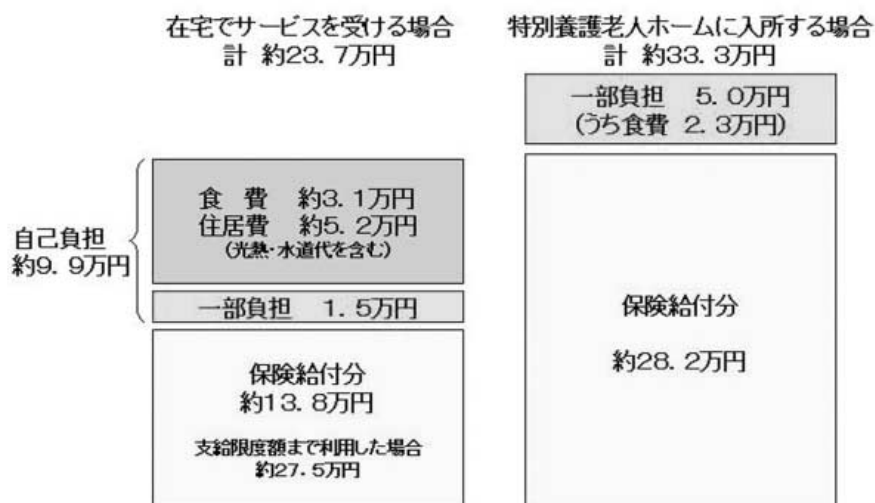 在宅でサービスを受ける場合
計 約23.7万円
自己負担
約9.9万円
食 費 約3.1万円
住居費 約5.2万円
(光熱・水道代を含む)
一部負担 1.5万円
保険給付分
約13.8万円
支給限度額まで利用した場合
約27.5万円
特別養護老人ホームに入所する場合
計 約33.3万円
一部負担 5.0万円
(うち食費 2.3万円)
保険給付分
約28.2万円